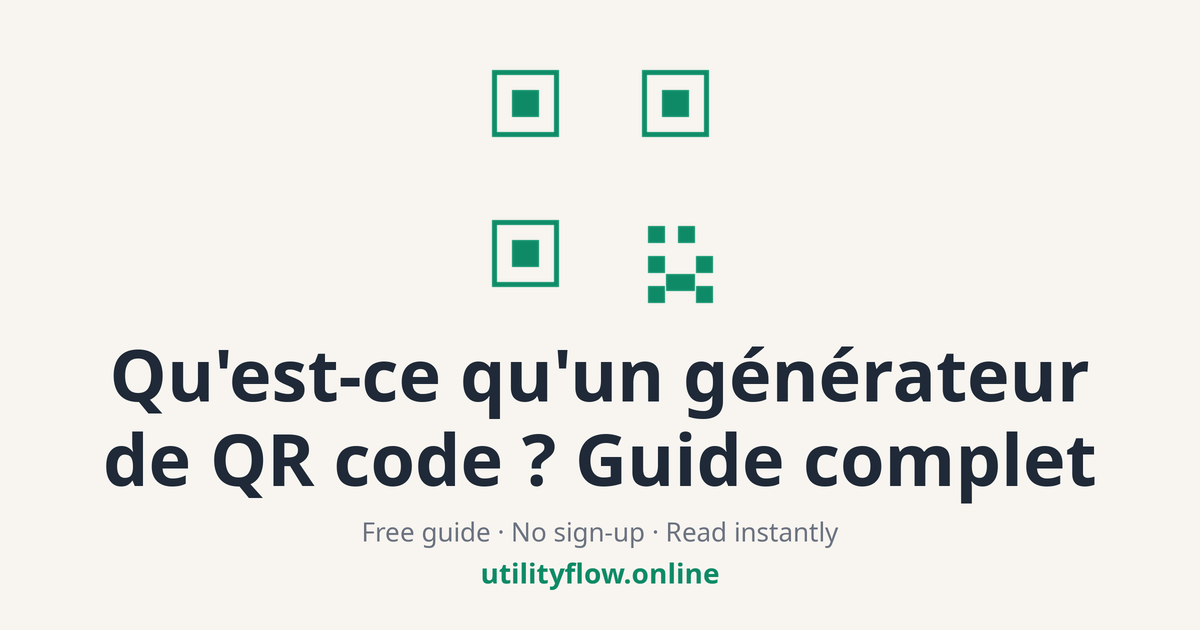 Qu'est-ce qu'un générateur
de QR code ? Guide complet
Free guide · No sign-up · Read instantly
utilityflow.online